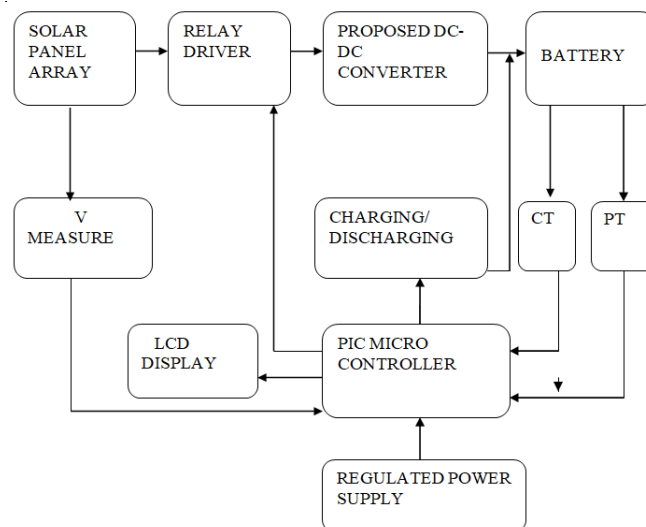 SOLAR
PANEL
ARRAY
RELAY
DRIVER
PROPOSED DC-
DC
CONVERTER
BATTERY
V
MEASURE
CHARGING/
DISCHARGING
CT
PT
LCD
DISPLAY
PIC MICRO
CONTROLLER
REGULATED POWER
SUPPLY